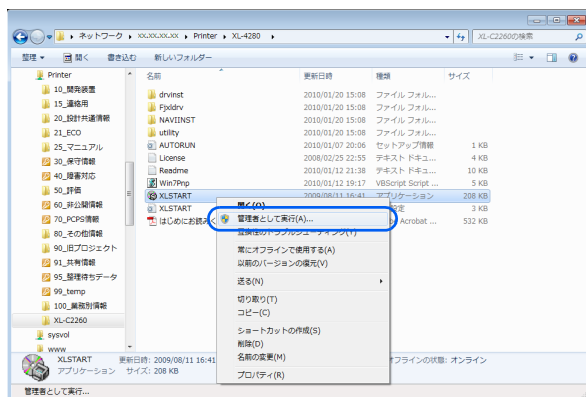 ネットワーク ▸ xx.xx.xx.xx ▸ Printer ▸ XL-4280 ▸
XL-C2260の検索
整理 ▼ 開く 書き込む 新しいフォルダー
名前 更新日時 種類 サイズ
Printer
10_開発装置
15_連絡用
20_設計共通情報
21_ECO
25_マニュアル
30_保守情報
40_障害対応
50_評価
60_非公開情報
70_PCPS情報
80_その他情報
90_旧プロジェクト
91_共有情報
95_整理待ちデータ
99_temp
100_業務別情報
XL-C2260
sysvol
www
drvinst 2010/01/20 15:08 ファイル フォル...
Fjxldrv 2010/01/20 15:08 ファイル フォル...
NAVIINST 2010/01/20 15:08 ファイル フォル...
utility 2010/01/20 15:08 ファイル フォル...
AUTORUN 2010/01/07 20:06 セットアップ情報 1 KB
License 2008/02/25 22:55 テキスト ドキュ... 4 KB
Readme 2010/01/12 21:38 テキスト ドキュ... 10 KB
Win7Pnp 2010/01/12 19:17 VBScript Script ... 5 KB
XLSTART 2009/08/11 16:41 アプリケーション 208 KB
XLSTART 設定 3 KB
はじめにお読みく Acrobat ... 532 KB
開く(O)
管理者として実行(A)...
互換性のトラブルシューティング(Y)
常にオフラインで使用する(A)
以前のバージョンの復元(V)
送る(N)
切り取り(T)
コピー(C)
ショートカットの作成(S)
削除(D)
名前の変更(M)
プロパティ(R)
XLSTART 更新日時: 2009/08/11 16:41 オフラインの状態: オンライン
アプリケーション サイズ: 208 KB
管理者として実行...